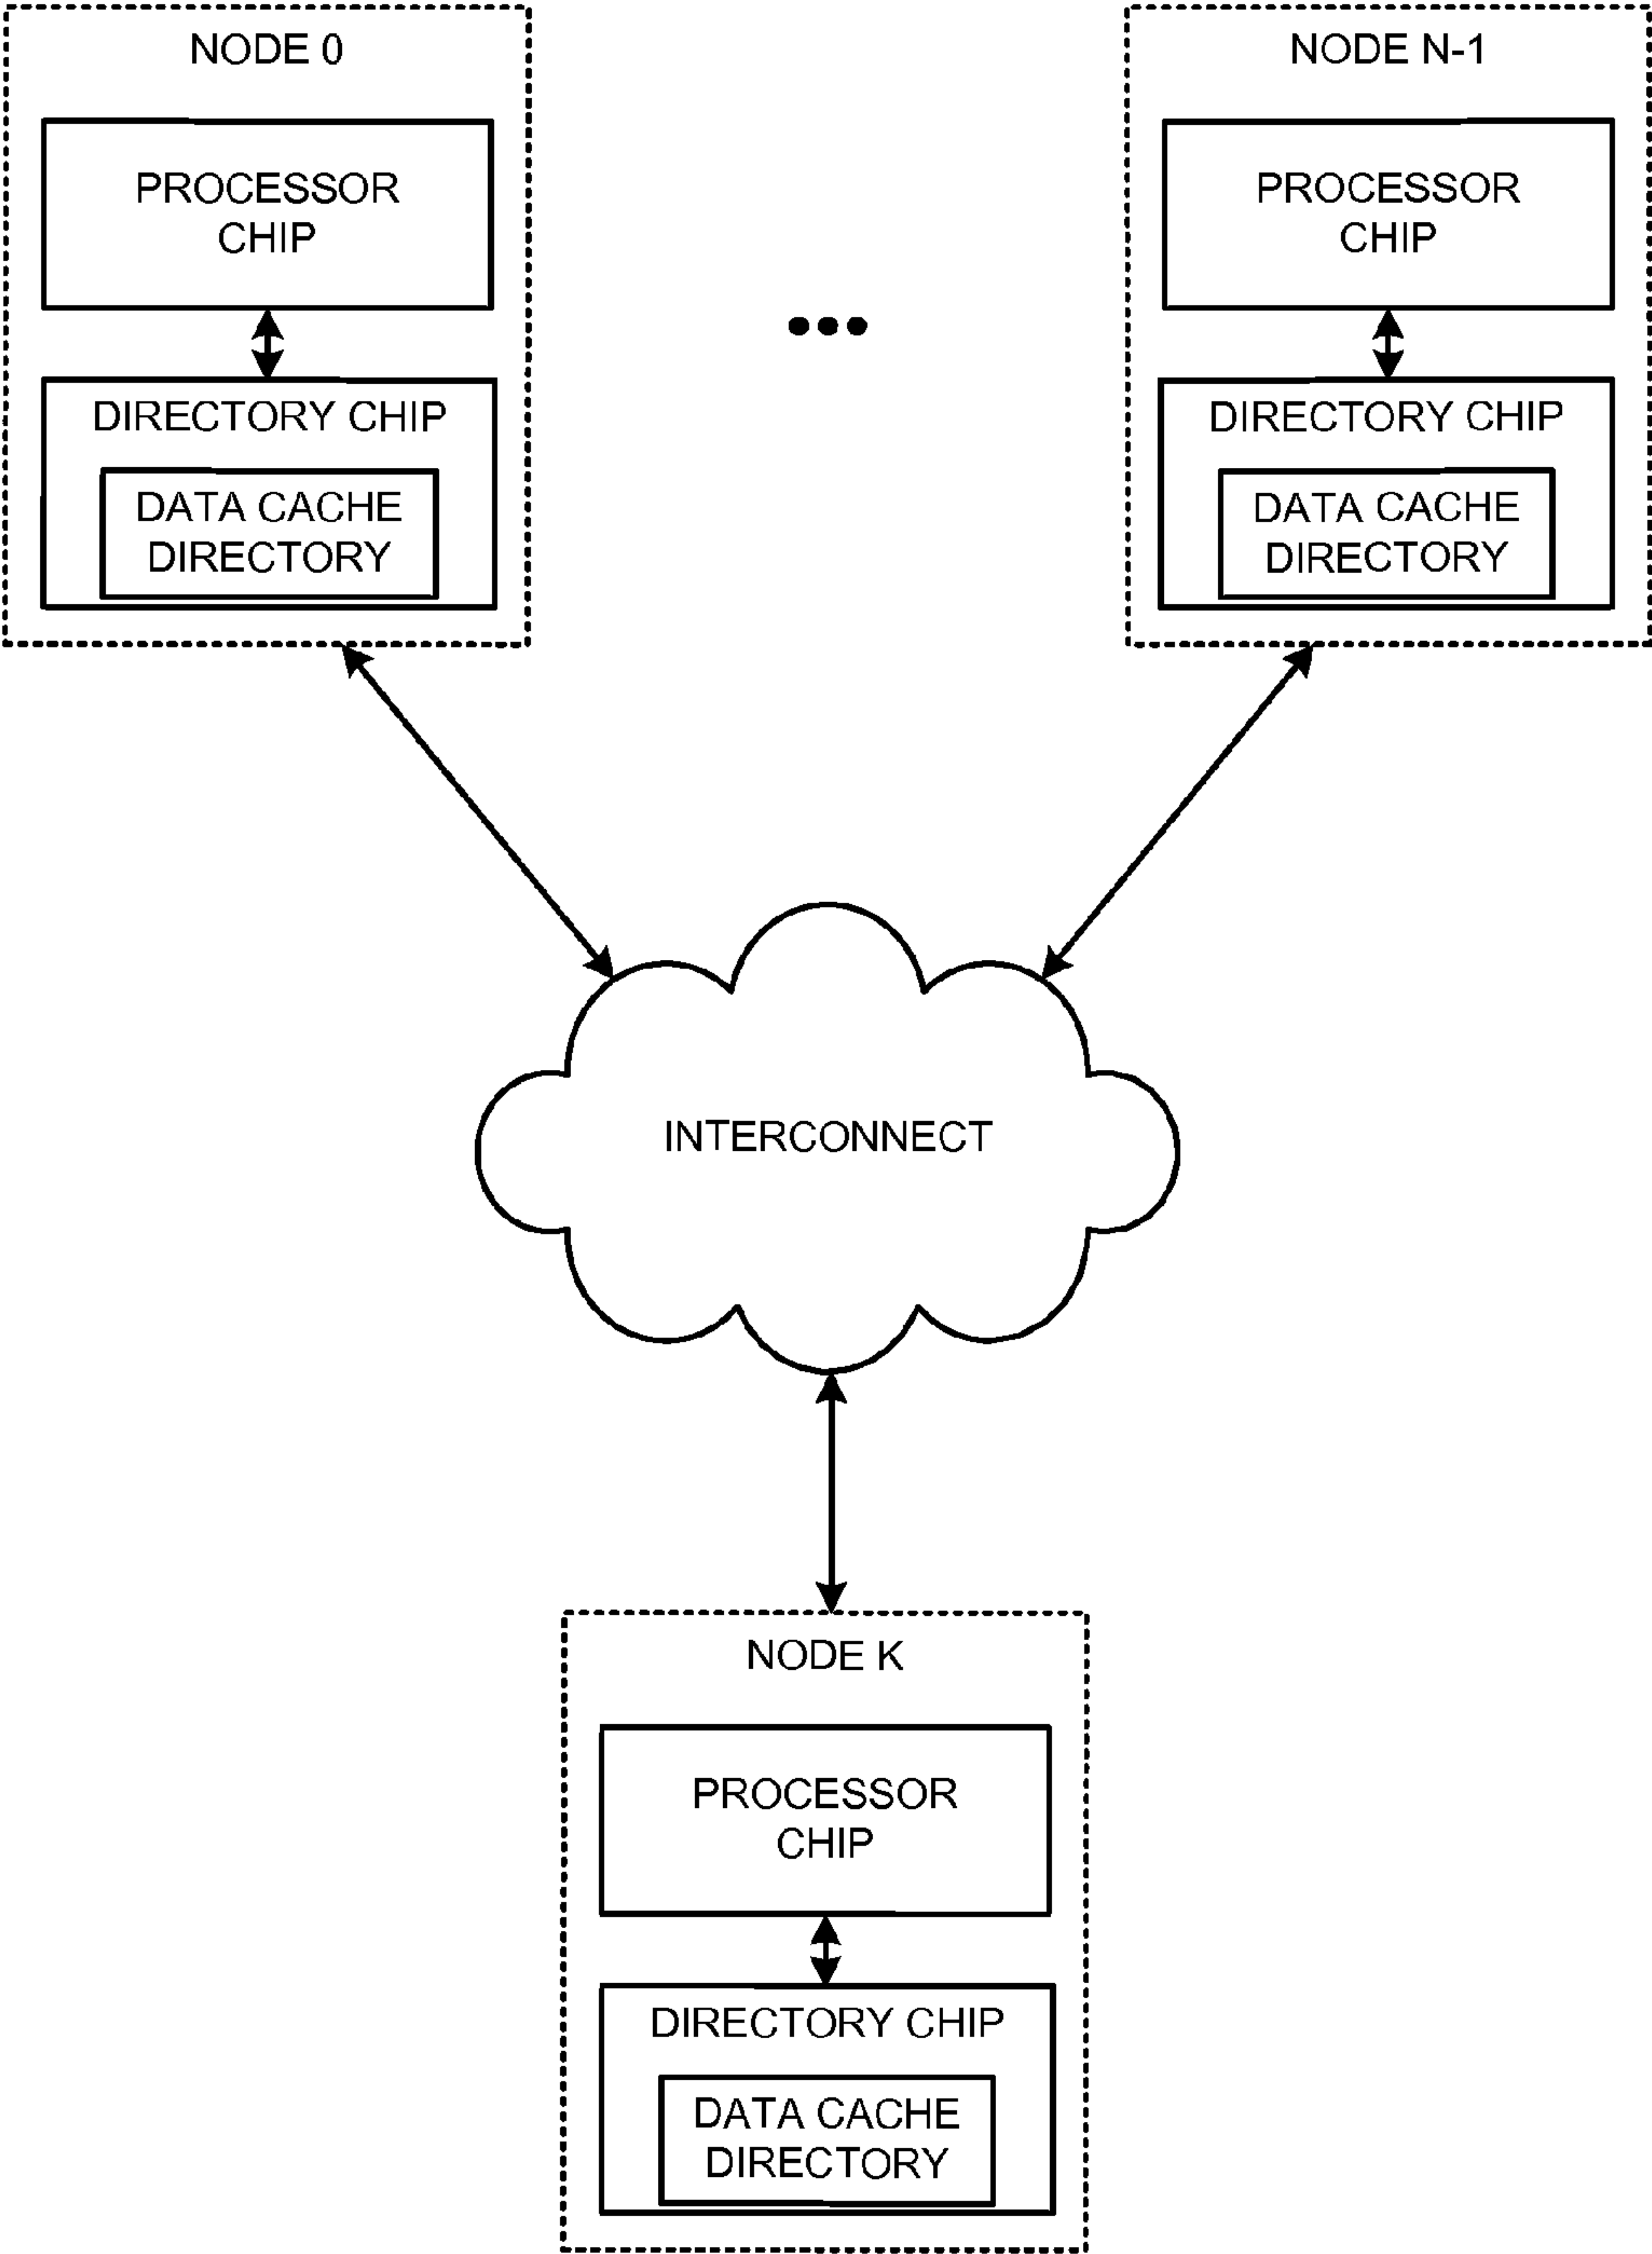 NODE 0
PROCESSOR
CHIP
DIRECTORY CHIP
DATA CACHE
DIRECTORY
NODE N-1
PROCESSOR
CHIP
DIRECTORY CHIP
DATA CACHE
DIRECTORY
INTERCONNECT
NODE K
PROCESSOR
CHIP
DIRECTORY CHIP
DATA CACHE
DIRECTORY